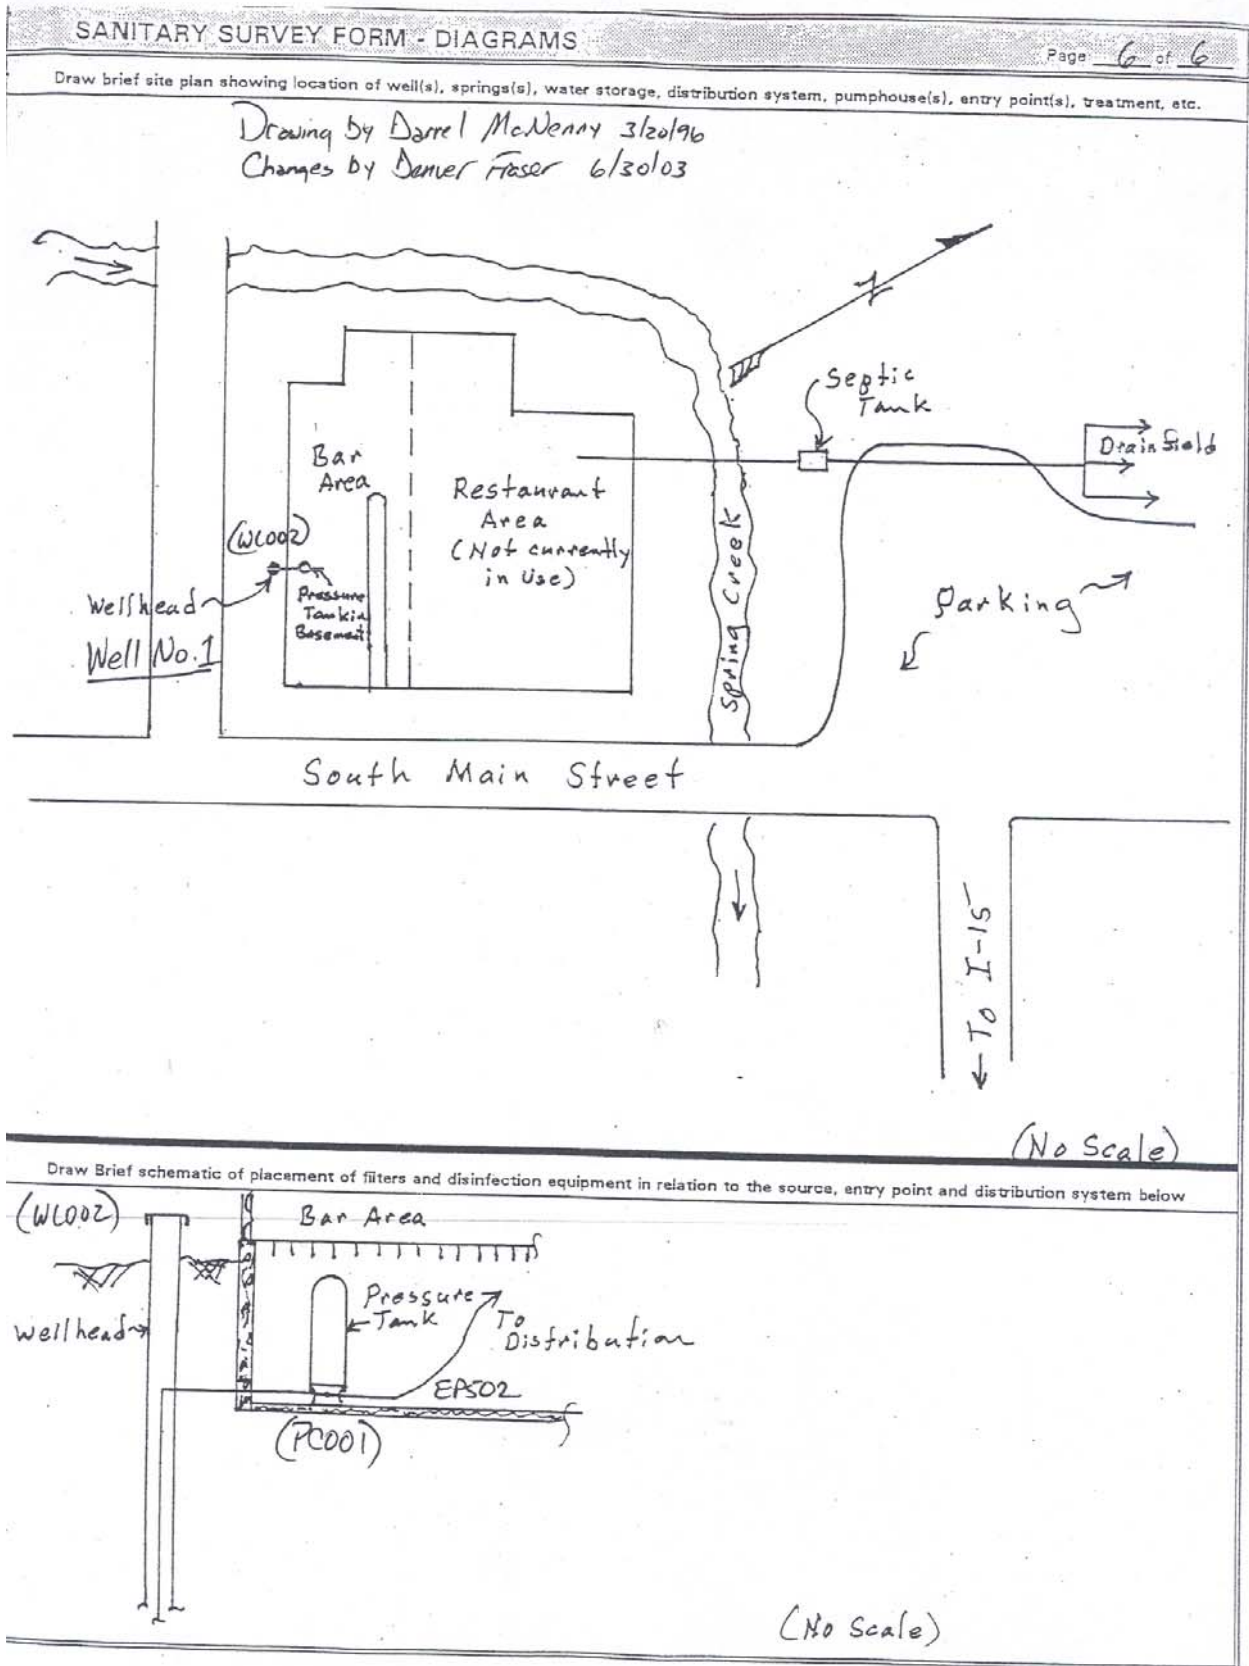 SANITARY SURVEY FORM - DIAGRAMS
Page 6 of 6
Draw brief site plan showing location of well(s), springs(s), water storage, distribution system, pumphouse(s), entry point(s), treatment, etc.
Drawing by Darrel McNenny 3/20/96
Changes by Denver Fraser 6/30/03
Septic
Tank
Drainfield
Bar
Area
Restaurant
Area
(Not currently
in Use)
(WL002)
Wellhead
Well No.1
Pressure
Tank in
Basement
Spring Creek
Parking
South Main Street
To I-15
(No Scale)
Draw Brief schematic of placement of filters and disinfection equipment in relation to the source, entry point and distribution system below
(WL002)
Bar Area
Pressure
Tank
To
Distribution
Wellhead
EP502
(PC001)
(No Scale)